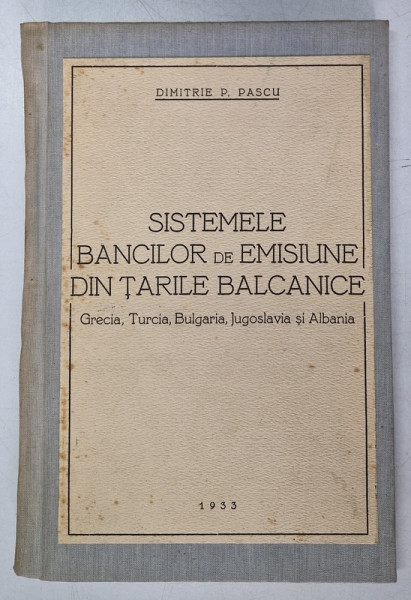 DIMITRIE P. PASCU
SISTEMELE
BANCILOR DE EMISIUNE
DIN ȚARILE BALCANICE
Grecia, Turcia, Bulgaria, Jugoslavia și Albania
1933